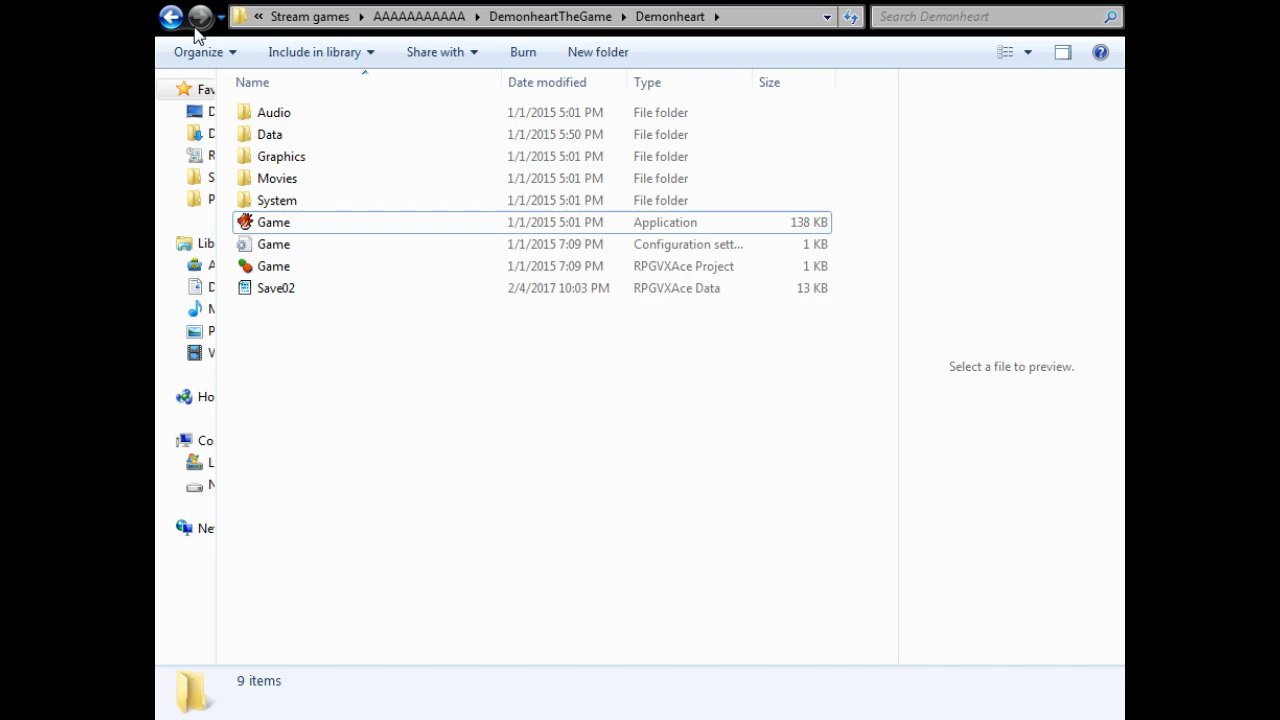 « Stream games AAAAAAAAAAA DemonheartTheGame Demonheart Search Demonheart
Organize Include in library Share with Burn New folder
Name Date modified Type Size
Fav
D
D
R
S
P
Lib
A
D
M
P
V
Ho
Co
L
N
Net
Audio 1/1/2015 5:01 PM File folder
Data 1/1/2015 5:50 PM File folder
Graphics 1/1/2015 5:01 PM File folder
Movies 1/1/2015 5:01 PM File folder
System 1/1/2015 5:01 PM File folder
Game 1/1/2015 5:01 PM Application 138 KB
Game 1/1/2015 7:09 PM Configuration sett... 1 KB
Game 1/1/2015 7:09 PM RPGVXAce Project 1 KB
Save02 2/4/2017 10:03 PM RPGVXAce Data 13 KB
Select a file to preview.
9 items